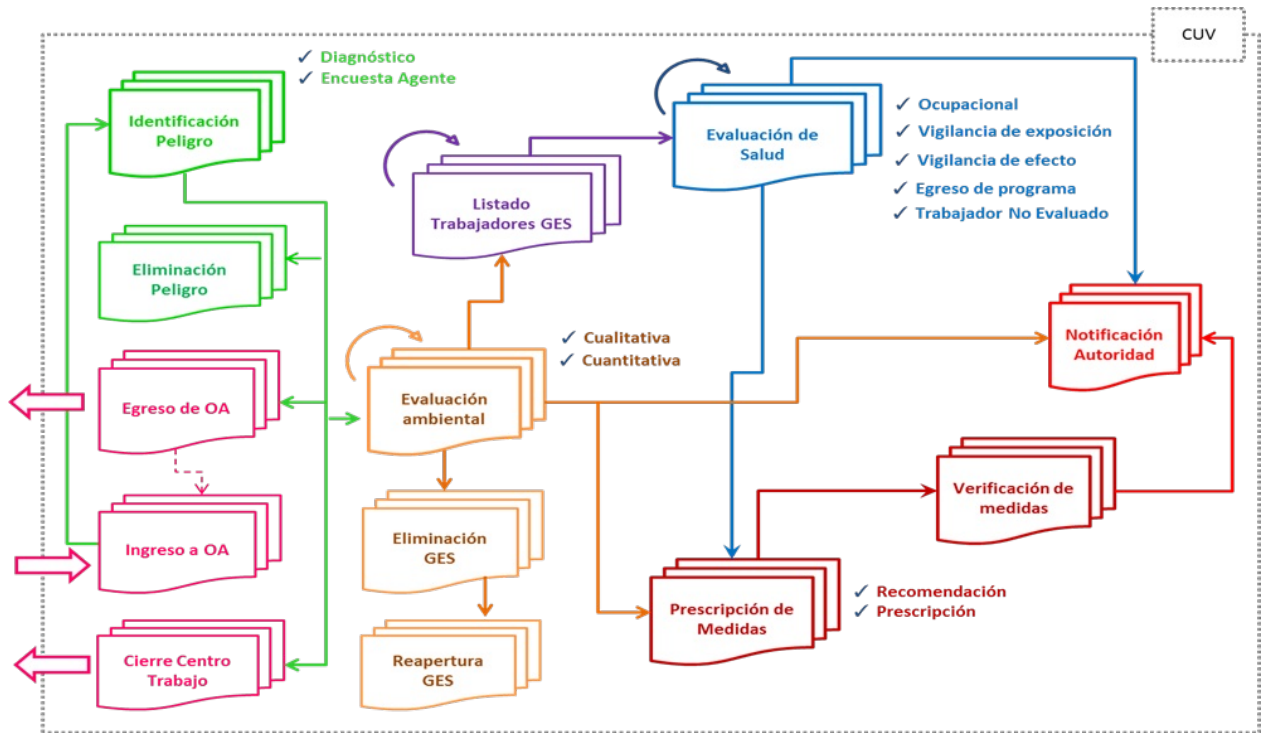 CUV
✓ Diagnóstico
✓ Encuesta Agente
Identificación
Peligro
Evaluación de
Salud
✓ Ocupacional
✓ Vigilancia de exposición
✓ Vigilancia de efecto
✓ Egreso de programa
✓ Trabajador No Evaluado
Listado
Trabajadores GES
Eliminación
Peligro
Notificación
Autoridad
✓ Cualitativa
✓ Cuantitativa
Egreso de OA
Evaluación
ambiental
Verificación de
medidas
Ingreso a OA
Eliminación
GES
Prescripción de
Medidas
✓ Recomendación
✓ Prescripción
Cierre Centro
Trabajo
Reapertura
GES